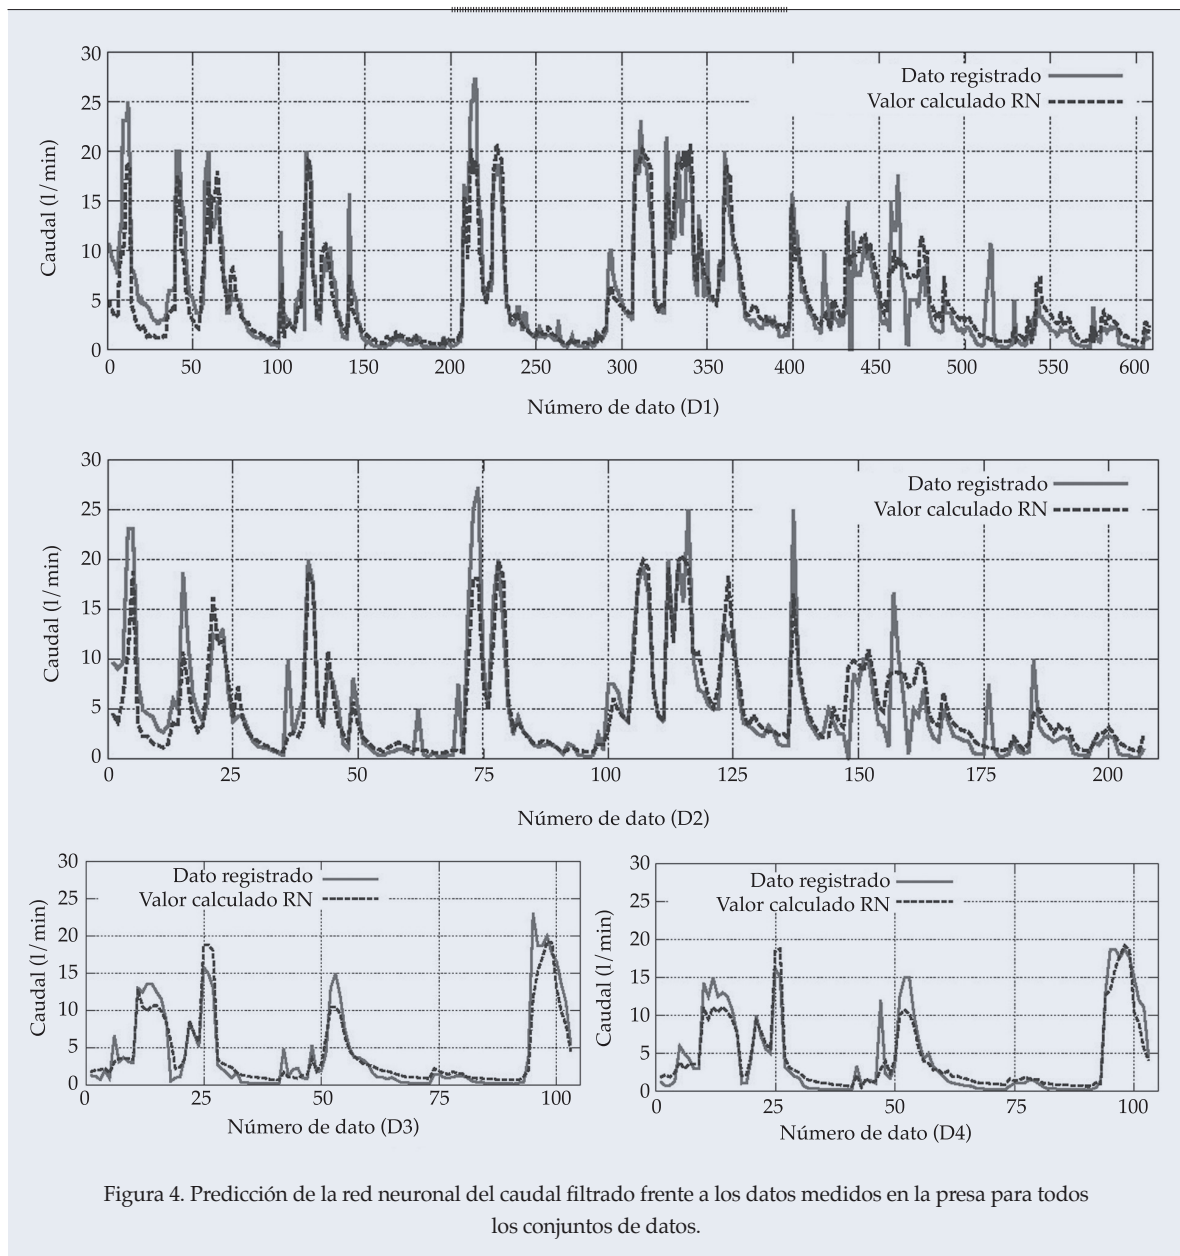 30
25
20
15
10
5
0
Caudal (l/min)
Dato registrado
Valor calculado RN
0 50 100 150 200 250 300 350 400 450 500 550 600
Número de dato (D1)
30
25
20
15
10
5
0
Caudal (l/min)
Dato registrado
Valor calculado RN
0 25 50 75 100 125 150 175 200
Número de dato (D2)
30
25
20
15
10
5
0
Caudal (l/min)
Dato registrado
Valor calculado RN
0 25 50 75 100
Número de dato (D3)
30
25
20
15
10
5
0
Caudal (l/min)
Dato registrado
Valor calculado RN
0 25 50 75 100
Número de dato (D4)
Figura 4. Predicción de la red neuronal del caudal filtrado frente a los datos medidos en la presa para todos
los conjuntos de datos.